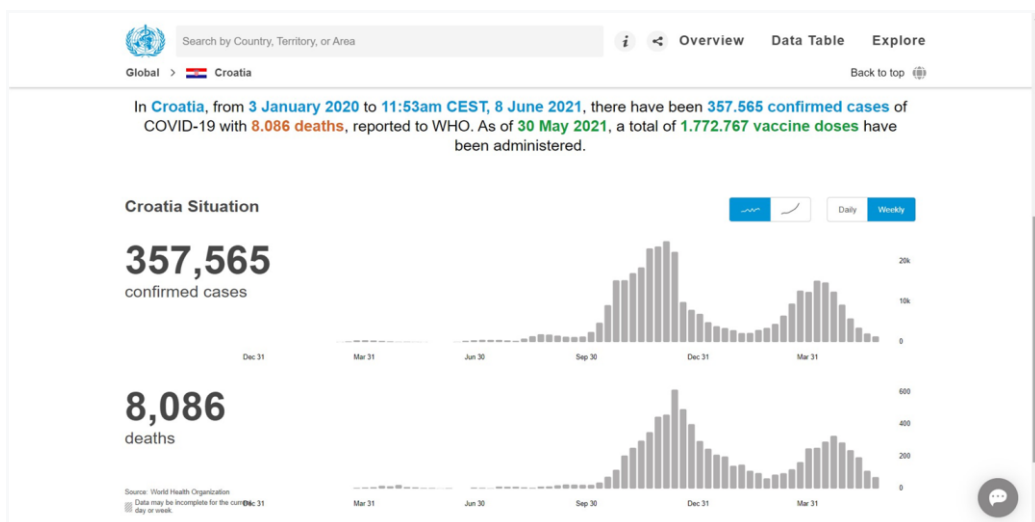 Search by Country, Territory, or Area
i
Overview
Data Table
Explore
Global > Croatia
Back to top
In Croatia, from 3 January 2020 to 11:53am CEST, 8 June 2021, there have been 357.565 confirmed cases of
COVID-19 with 8.086 deaths, reported to WHO. As of 30 May 2021, a total of 1.772.767 vaccine doses have
been administered.
Croatia Situation
Daily
Weekly
357,565
confirmed cases
20k
10k
0
Dec 31
Mar 31
Jun 30
Sep 30
Dec 31
Mar 31
8,086
deaths
600
400
200
0
Source: World Health Organization
Data may be incomplete for the
day or week.
Dec 31
Mar 31
Jun 30
Sep 30
Dec 31
Mar 31